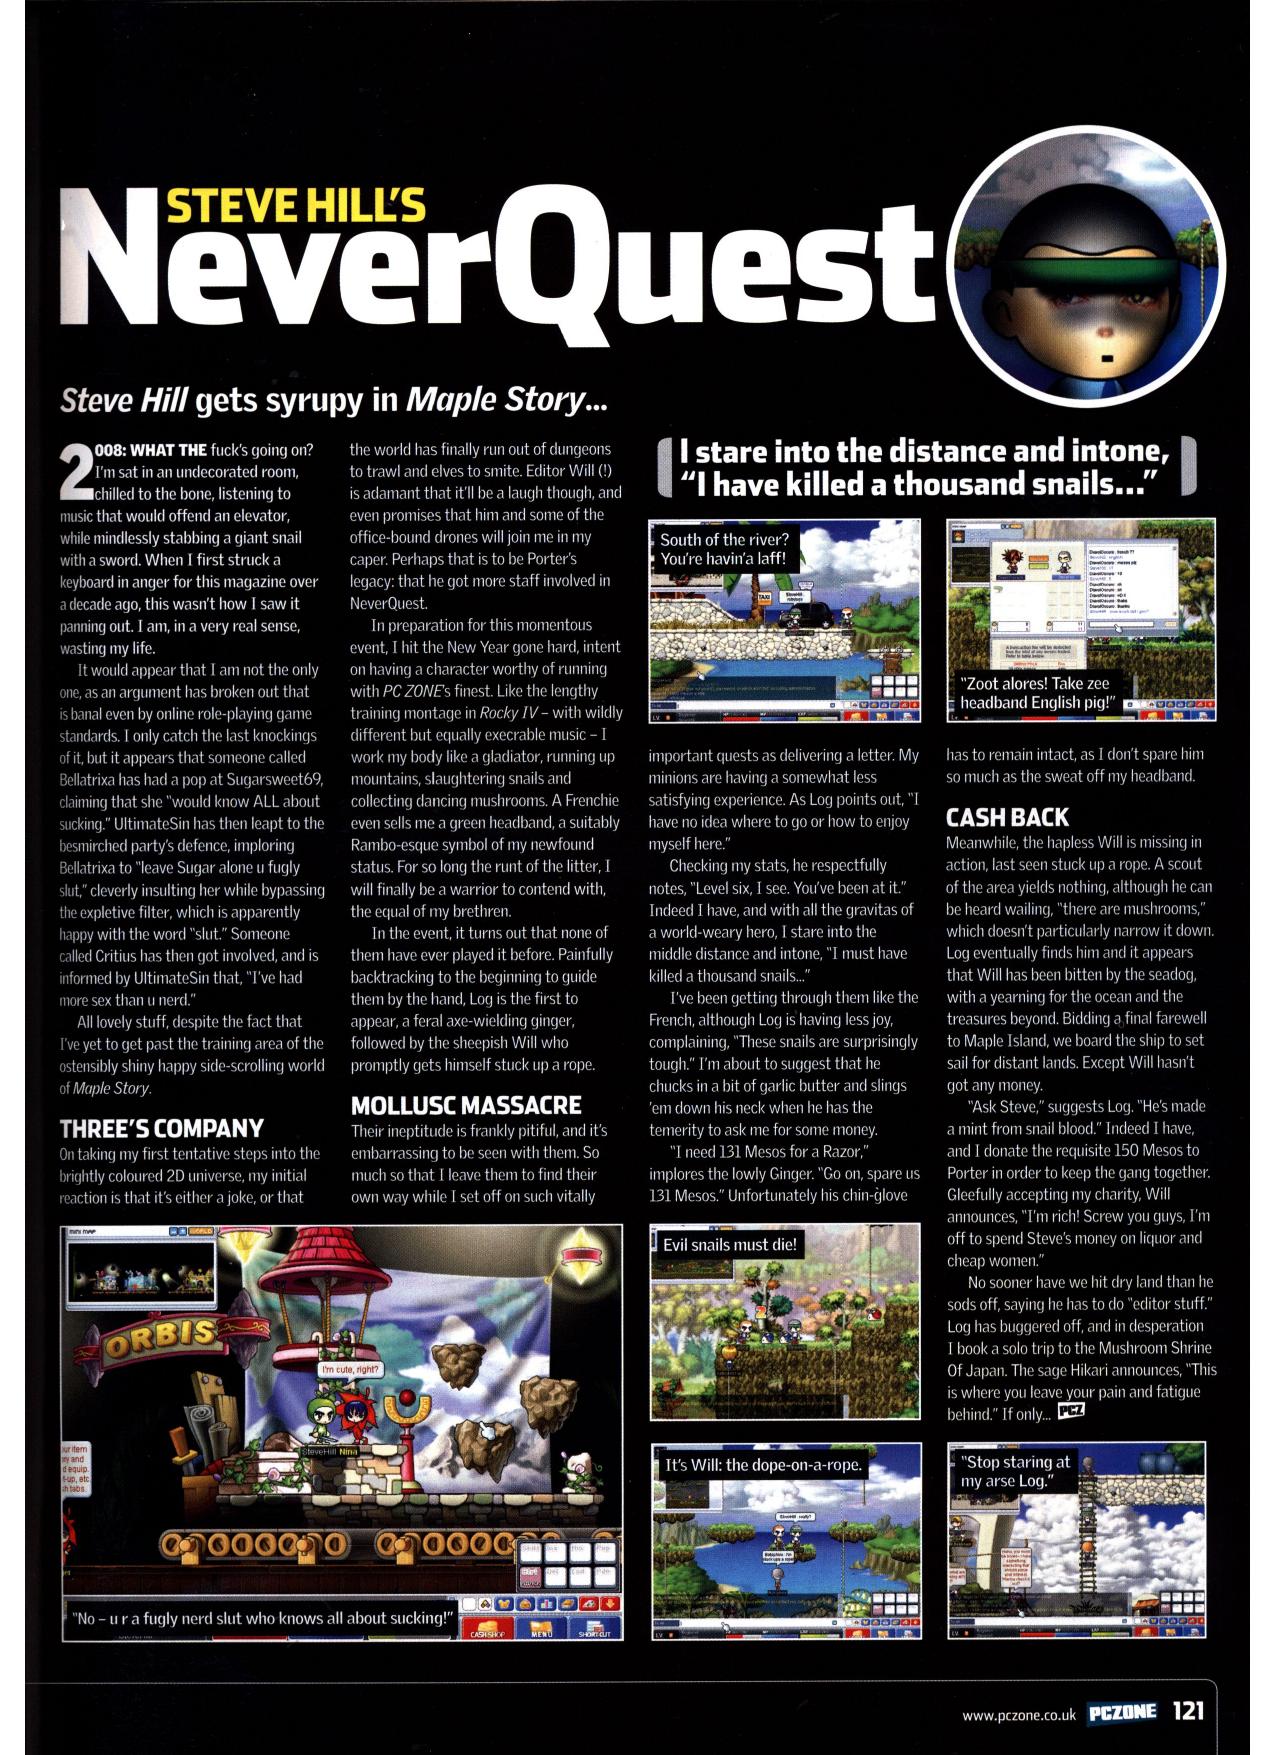 STEVE HILL'S
NeverQuest
Steve Hill gets syrupy in Maple Story...
2008: WHAT THE fuck's going on?
I'm sat in an undecorated room,
chilled to the bone, listening to
music that would offend an elevator,
while mindlessly stabbing a giant snail
with a sword. When I first struck a
keyboard in anger for this magazine over
a decade ago, this wasn't how I saw it
panning out. I am, in a very real sense,
wasting my life.
It would appear that I am not the only
one, as an argument has broken out that
is banal even by online role-playing game
standards. I only catch the last knockings
of it, but it appears that someone called
Bellatrixa has had a pop at Sugarsweet69,
claiming that she "would know ALL about
sucking." UltimateSin has then leapt to the
besmirched party's defence, imploring
Bellatrixa to "leave Sugar alone u fugly
slut," cleverly insulting her while bypassing
the expletive filter, which is apparently
happy with the word "slut." Someone
called Critius has then got involved, and is
informed by UltimateSin that, "I've had
more sex than u nerd."
All lovely stuff, despite the fact that
I've yet to get past the training area of the
ostensibly shiny happy side-scrolling world
of Maple Story.
THREE'S COMPANY
On taking my first tentative steps into the
brightly coloured 2D universe, my initial
reaction is that it's either a joke, or that
the world has finally run out of dungeons
to trawl and elves to smite. Editor Will (!)
is adamant that it'll be a laugh though, and
even promises that him and some of the
office-bound drones will join me in my
caper. Perhaps that is to be Porter's
legacy: that he got more staff involved in
NeverQuest.
In preparation for this momentous
event, I hit the New Year gone hard, intent
on having a character worthy of running
with PC ZONE's finest. Like the lengthy
training montage in Rocky IV – with wildly
different but equally execrable music – I
work my body like a gladiator, running up
mountains, slaughtering snails and
collecting dancing mushrooms. A Frenchie
even sells me a green headband, a suitably
Rambo-esque symbol of my newfound
status. For so long the runt of the litter, I
will finally be a warrior to contend with,
the equal of my brethren.
In the event, it turns out that none of
them have ever played it before. Painfully
backtracking to the beginning to guide
them by the hand, Log is the first to
appear, a feral axe-wielding ginger,
followed by the sheepish Will who
promptly gets himself stuck up a rope.
MOLLUSC MASSACRE
Their ineptitude is frankly pitiful, and it's
embarrassing to be seen with them. So
much so that I leave them to find their
own way while I set off on such vitally
I stare into the distance and intone,
"I have killed a thousand snails..."
South of the river?
You're havin'a laff!
TAXI
"Zoot alores! Take zee
headband English pig!"
important quests as delivering a letter. My
minions are having a somewhat less
satisfying experience. As Log points out, "I
have no idea where to go or how to enjoy
myself here."
Checking my stats, he respectfully
notes, "Level six, I see. You've been at it."
Indeed I have, and with all the gravitas of
a world-weary hero, I stare into the
middle distance and intone, "I must have
killed a thousand snails..."
I've been getting through them like the
French, although Log is having less joy,
complaining, "These snails are surprisingly
tough." I'm about to suggest that he
chucks in a bit of garlic butter and slings
'em down his neck when he has the
temerity to ask me for some money.
"I need 131 Mesos for a Razor,"
implores the lowly Ginger. "Go on, spare us
131 Mesos." Unfortunately his chin-glove
has to remain intact, as I don't spare him
so much as the sweat off my headband.
CASH BACK
Meanwhile, the hapless Will is missing in
action, last seen stuck up a rope. A scout
of the area yields nothing, although he can
be heard wailing, "there are mushrooms,"
which doesn't particularly narrow it down.
Log eventually finds him and it appears
that Will has been bitten by the seadog,
with a yearning for the ocean and the
treasures beyond. Bidding a final farewell
to Maple Island, we board the ship to set
sail for distant lands. Except Will hasn't
got any money.
"Ask Steve," suggests Log. "He's made
a mint from snail blood." Indeed I have,
and I donate the requisite 150 Mesos to
Porter in order to keep the gang together.
Gleefully accepting my charity, Will
announces, "I'm rich! Screw you guys, I'm
off to spend Steve's money on liquor and
cheap women."
No sooner have we hit dry land than he
sods off, saying he has to do "editor stuff."
Log has buggered off, and in desperation
I book a solo trip to the Mushroom Shrine
Of Japan. The sage Hikari announces, "This
is where you leave your pain and fatigue
behind." If only... PCZ
MINI MAP
WORLD
ORBIS
I'm cute, right?
SteveHill Nina
CASH SHOP
MENU
SHORT CUT
"No – u r a fugly nerd slut who knows all about sucking!"
Evil snails must die!
It's Will: the dope-on-a-rope.
"Stop staring at
my arse Log."
www.pczone.co.uk PCZONE 121